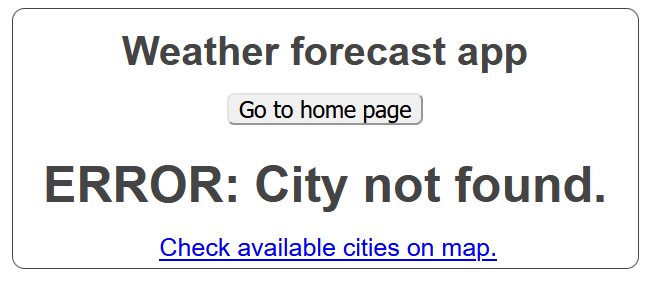 Weather forecast app
Go to home page
ERROR: City not found.
Check available cities on map.